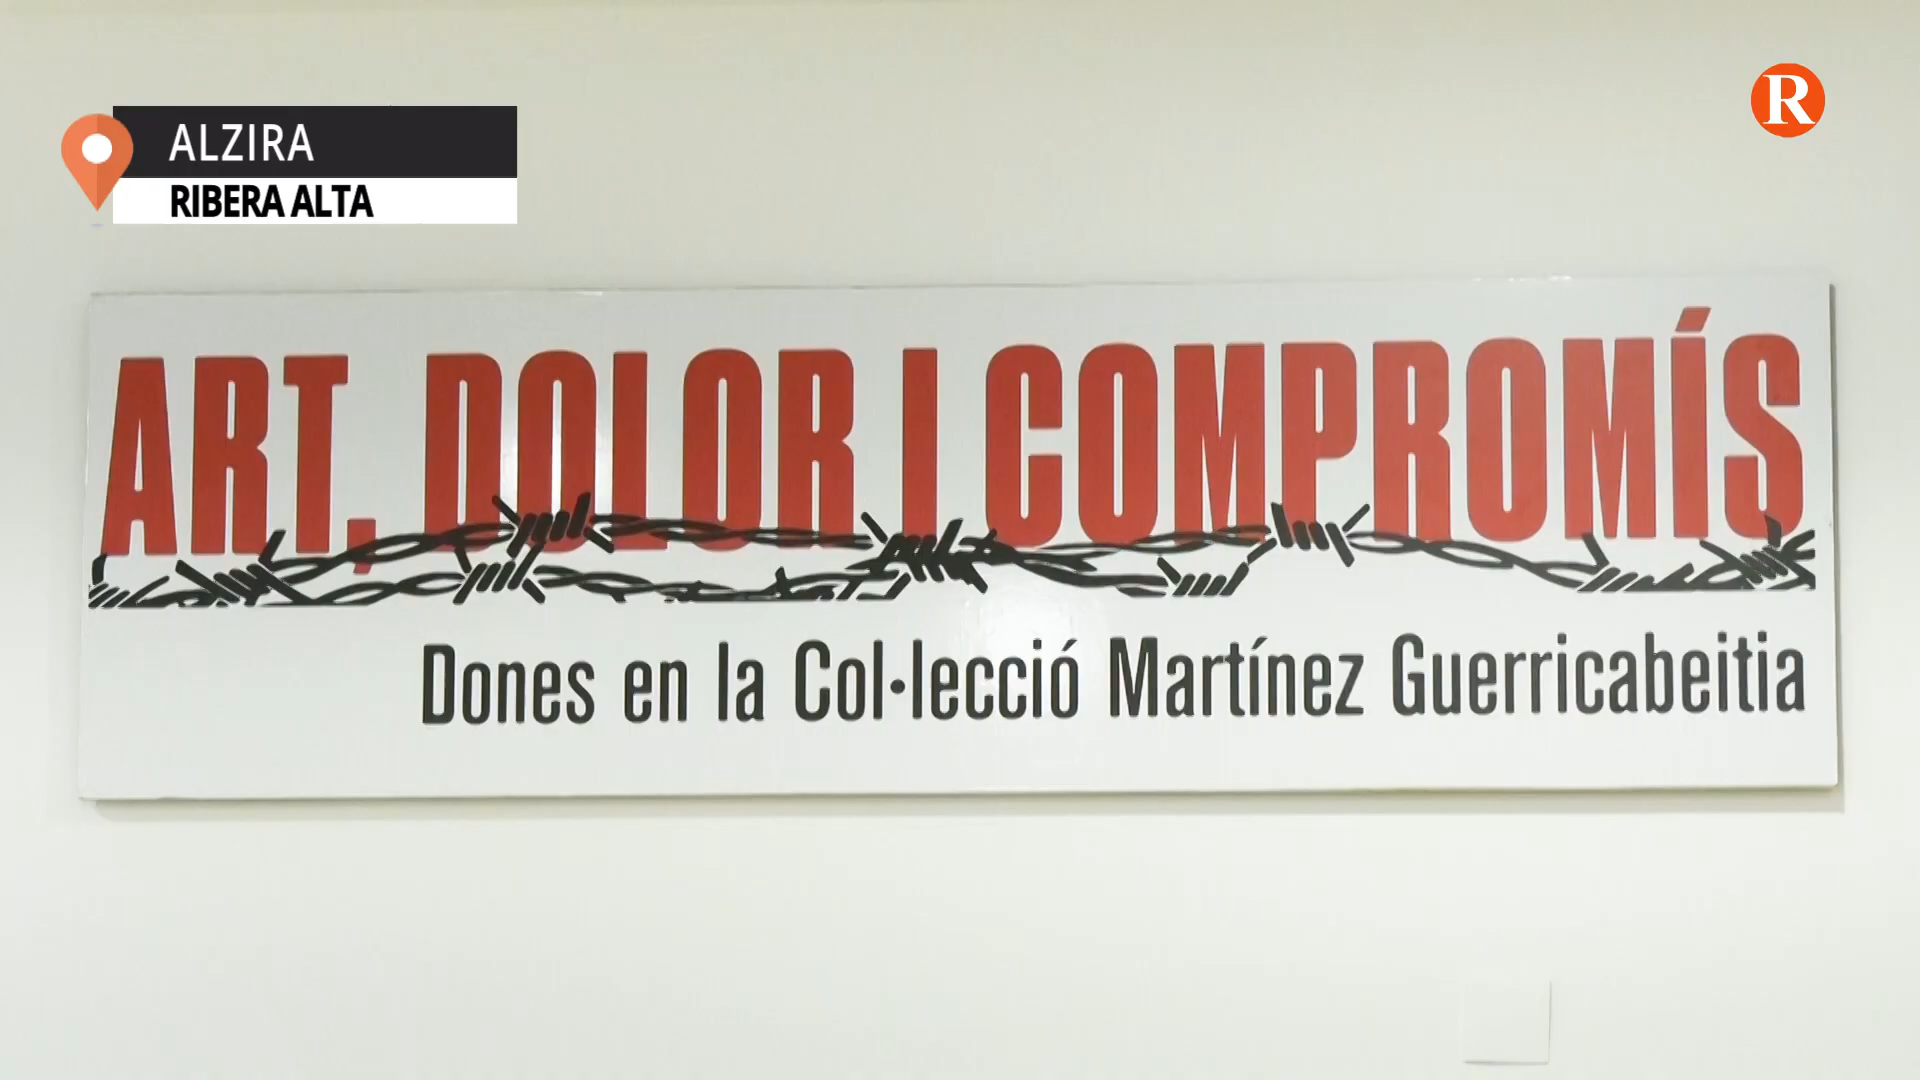 ALZIRA
RIBERA ALTA
R
ART, DOLOR I COMPROMÍS
Dones en la Col·lecció Martínez Guerricabeitia